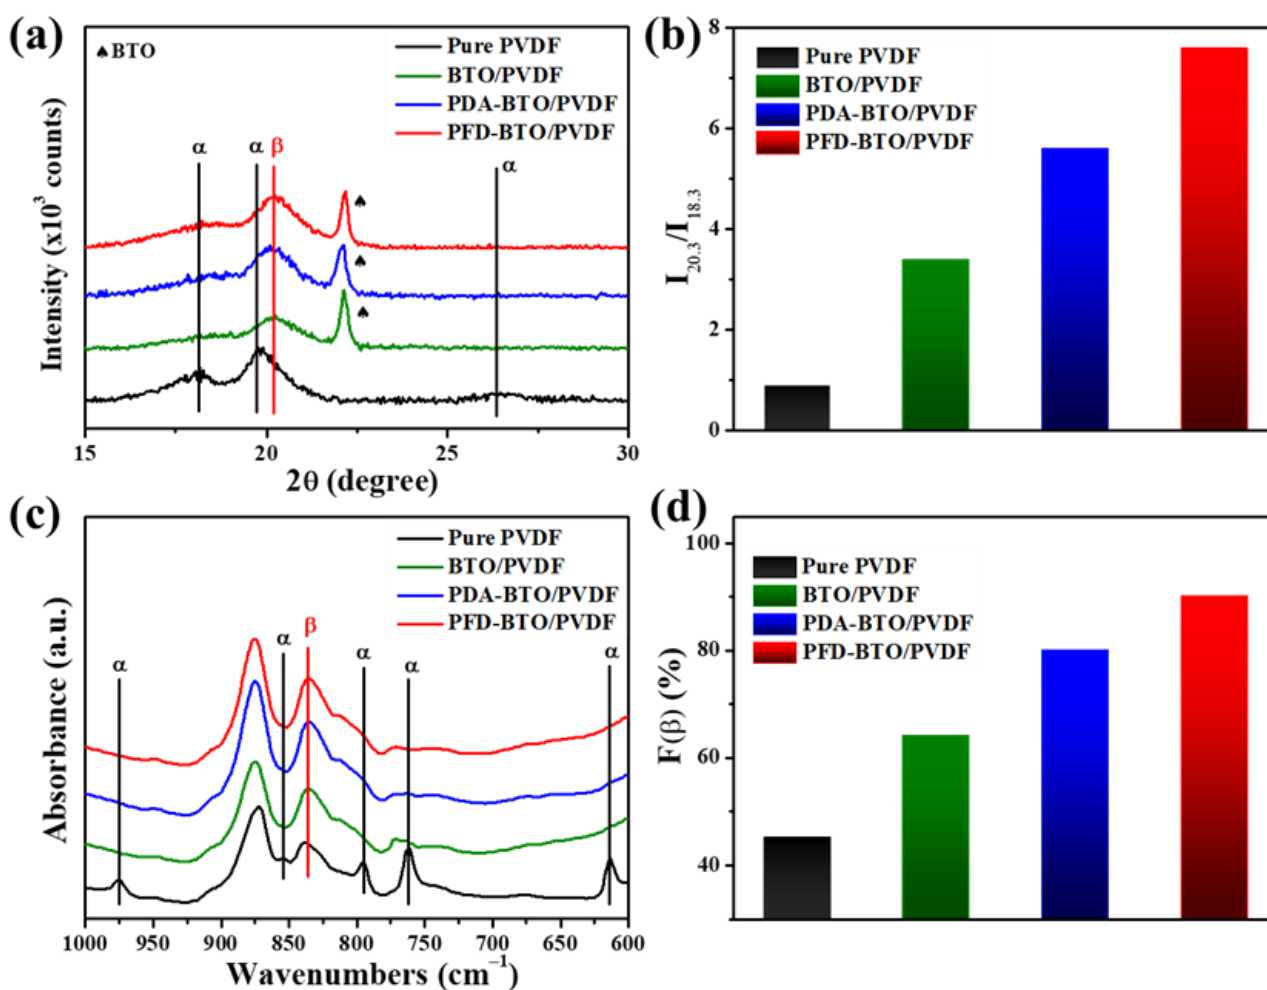 (a)
♠BTO
Pure PVDF
BTO/PVDF
PDA-BTO/PVDF
PFD-BTO/PVDF
α
α
β
α
♠
♠
♠
Intensity (x10³ counts)
15
20
25
30
2θ (degree)
(b)
8
6
4
2
0
I20.3/I18.3
Pure PVDF
BTO/PVDF
PDA-BTO/PVDF
PFD-BTO/PVDF
(c)
Pure PVDF
BTO/PVDF
PDA-BTO/PVDF
PFD-BTO/PVDF
α
α
β
α
α
α
Absorbance (a.u.)
1000
950
900
850
800
750
700
650
600
Wavenumbers (cm⁻¹)
(d)
100
80
60
40
F(β) (%)
Pure PVDF
BTO/PVDF
PDA-BTO/PVDF
PFD-BTO/PVDF